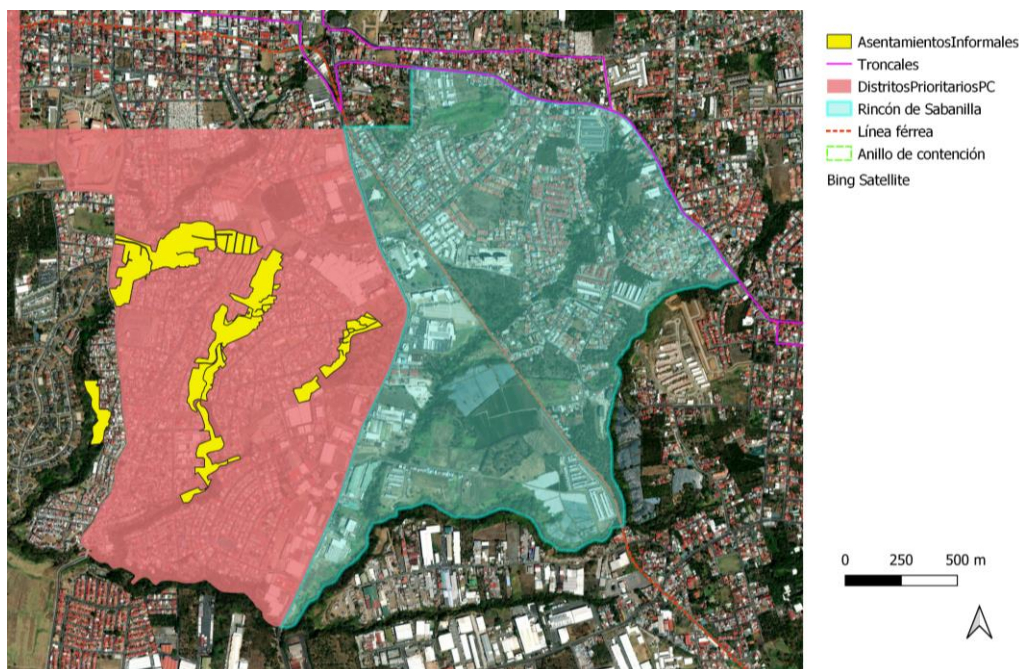 AsentamientosInformales
Troncales
DistritosPrioritariosPC
Rincón de Sabanilla
Línea férrea
Anillo de contención
Bing Satellite
0 250 500 m